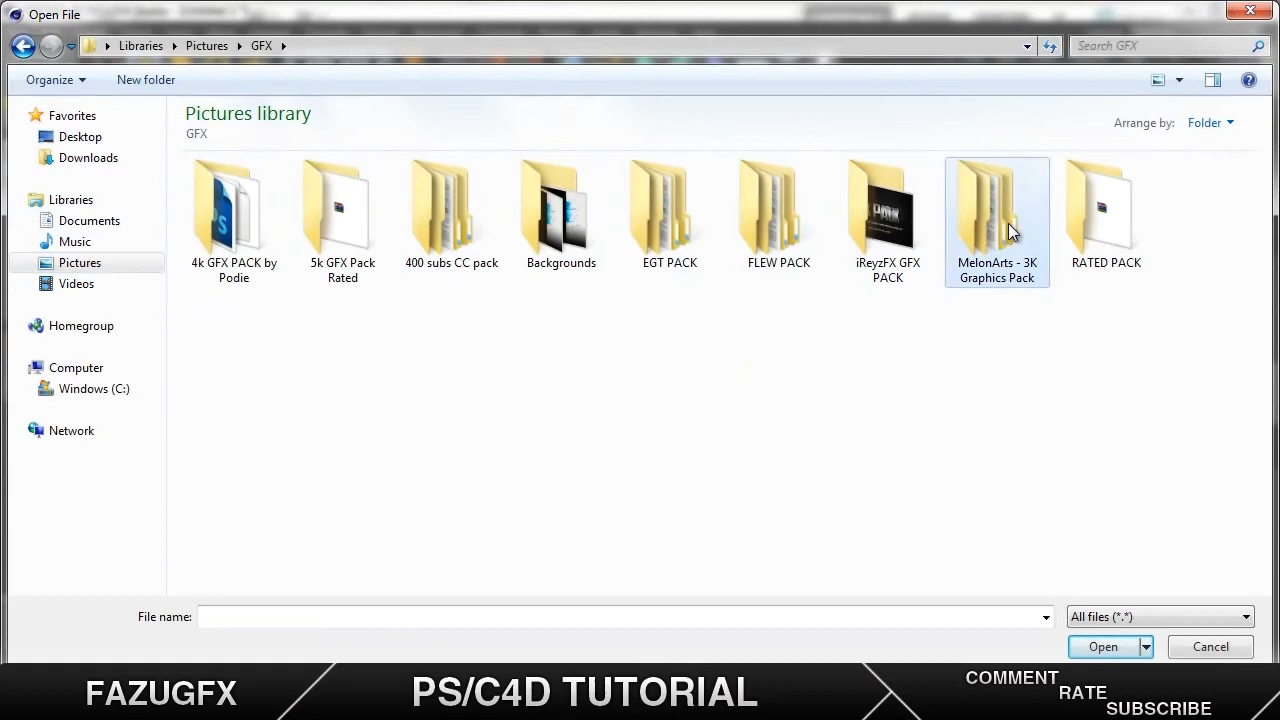 Open File
Libraries
Pictures
GFX
Search GFX
Organize
New folder
Pictures library
GFX
Arrange by:
Folder
Favorites
Desktop
Downloads
Libraries
Documents
Music
Pictures
Videos
Homegroup
Computer
Windows (C:)
Network
4k GFX PACK by
Podie
5k GFX Pack
Rated
400 subs CC pack
Backgrounds
EGT PACK
FLEW PACK
iReyzFX GFX
PACK
MelonArts - 3K
Graphics Pack
RATED PACK
File name:
All files (*.*)
Open
Cancel
FAZUGFX
PS/C4D TUTORIAL
COMMENT
RATE
SUBSCRIBE